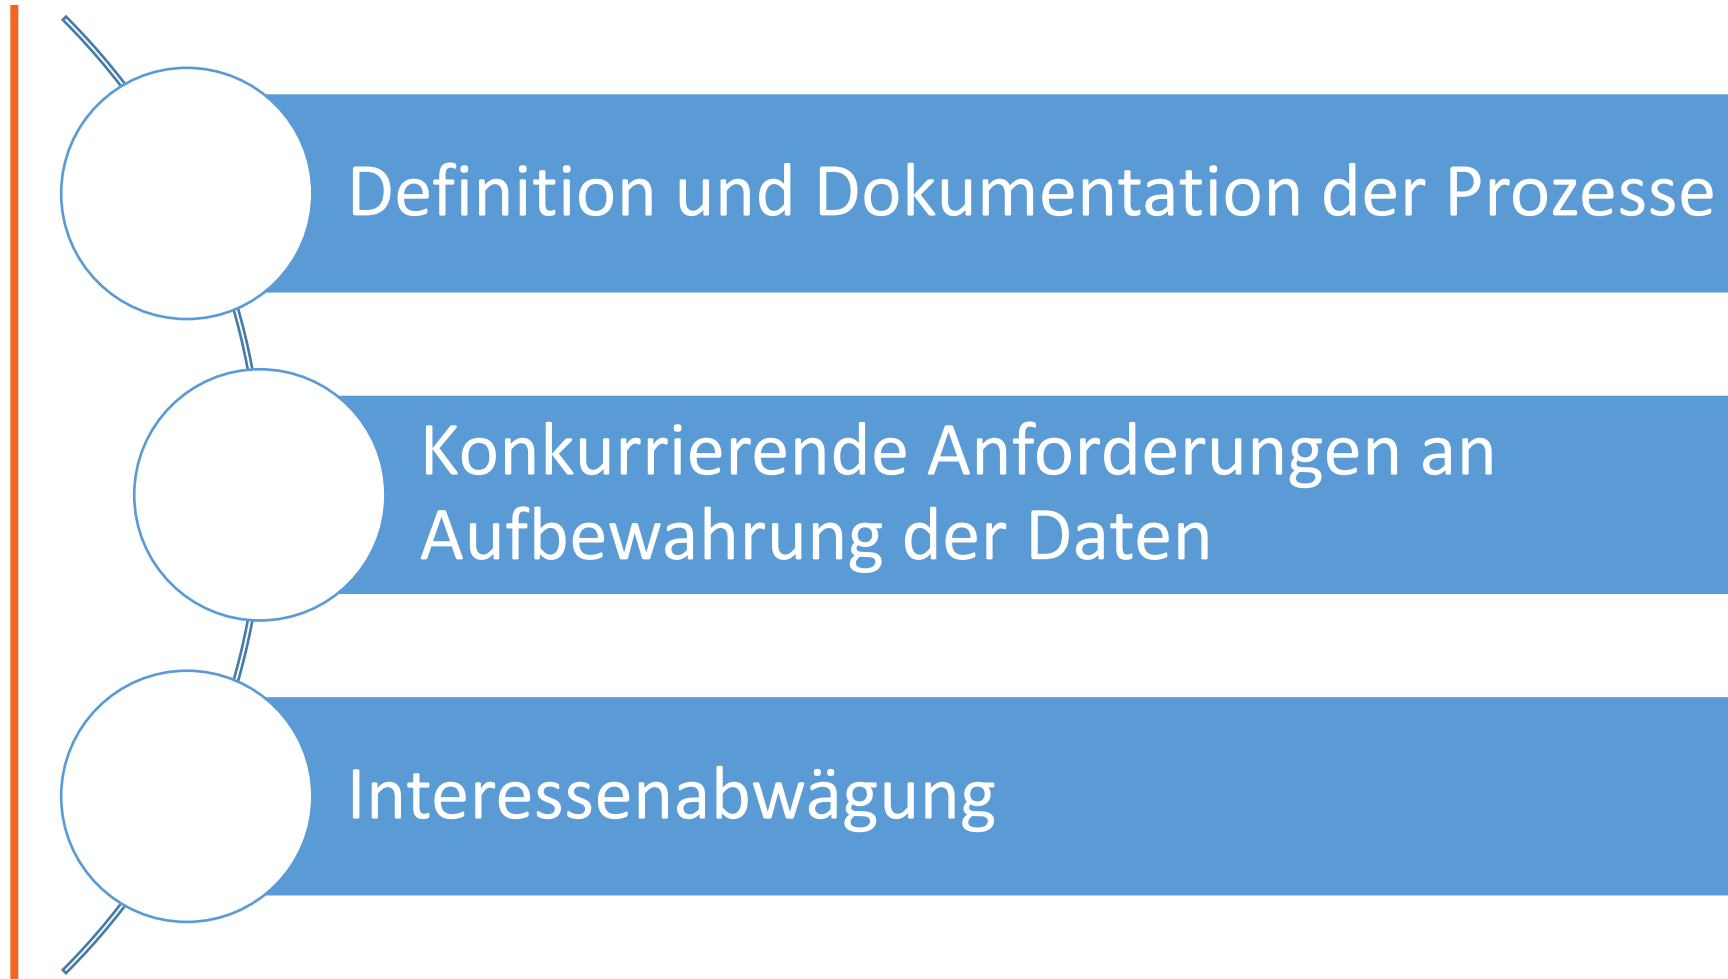 Definition und Dokumentation der Prozesse
Konkurrierende Anforderungen an
Aufbewahrung der Daten
Interessenabwägung